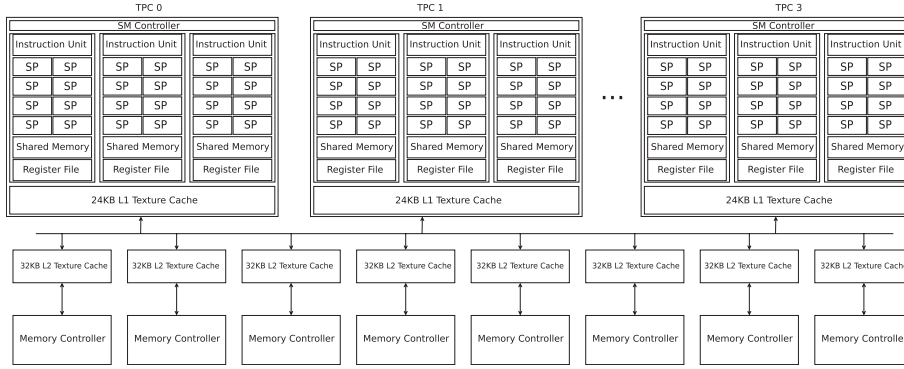 TPC 0 TPC 1 TPC 3
SM Controller SM Controller SM Controller
Instruction Unit Instruction Unit Instruction Unit Instruction Unit Instruction Unit Instruction Unit Instruction Unit Instruction Unit Instruction Unit
SP SP SP SP SP SP SP SP SP SP SP SP SP SP SP SP SP SP
SP SP SP SP SP SP SP SP SP SP SP SP SP SP SP SP SP SP
...
SP SP SP SP SP SP SP SP SP SP SP SP SP SP SP SP SP SP
SP SP SP SP SP SP SP SP SP SP SP SP SP SP SP SP SP SP
Shared Memory Shared Memory Shared Memory Shared Memory Shared Memory Shared Memory Shared Memory Shared Memory Shared Memory
Register File Register File Register File Register File Register File Register File Register File Register File Register File
24KB L1 Texture Cache 24KB L1 Texture Cache 24KB L1 Texture Cache
32KB L2 Texture Cache 32KB L2 Texture Cache 32KB L2 Texture Cache 32KB L2 Texture Cache 32KB L2 Texture Cache 32KB L2 Texture Cache 32KB L2 Texture Cache 32KB L2 Texture Cache
Memory Controller Memory Controller Memory Controller Memory Controller Memory Controller Memory Controller Memory Controller Memory Controller